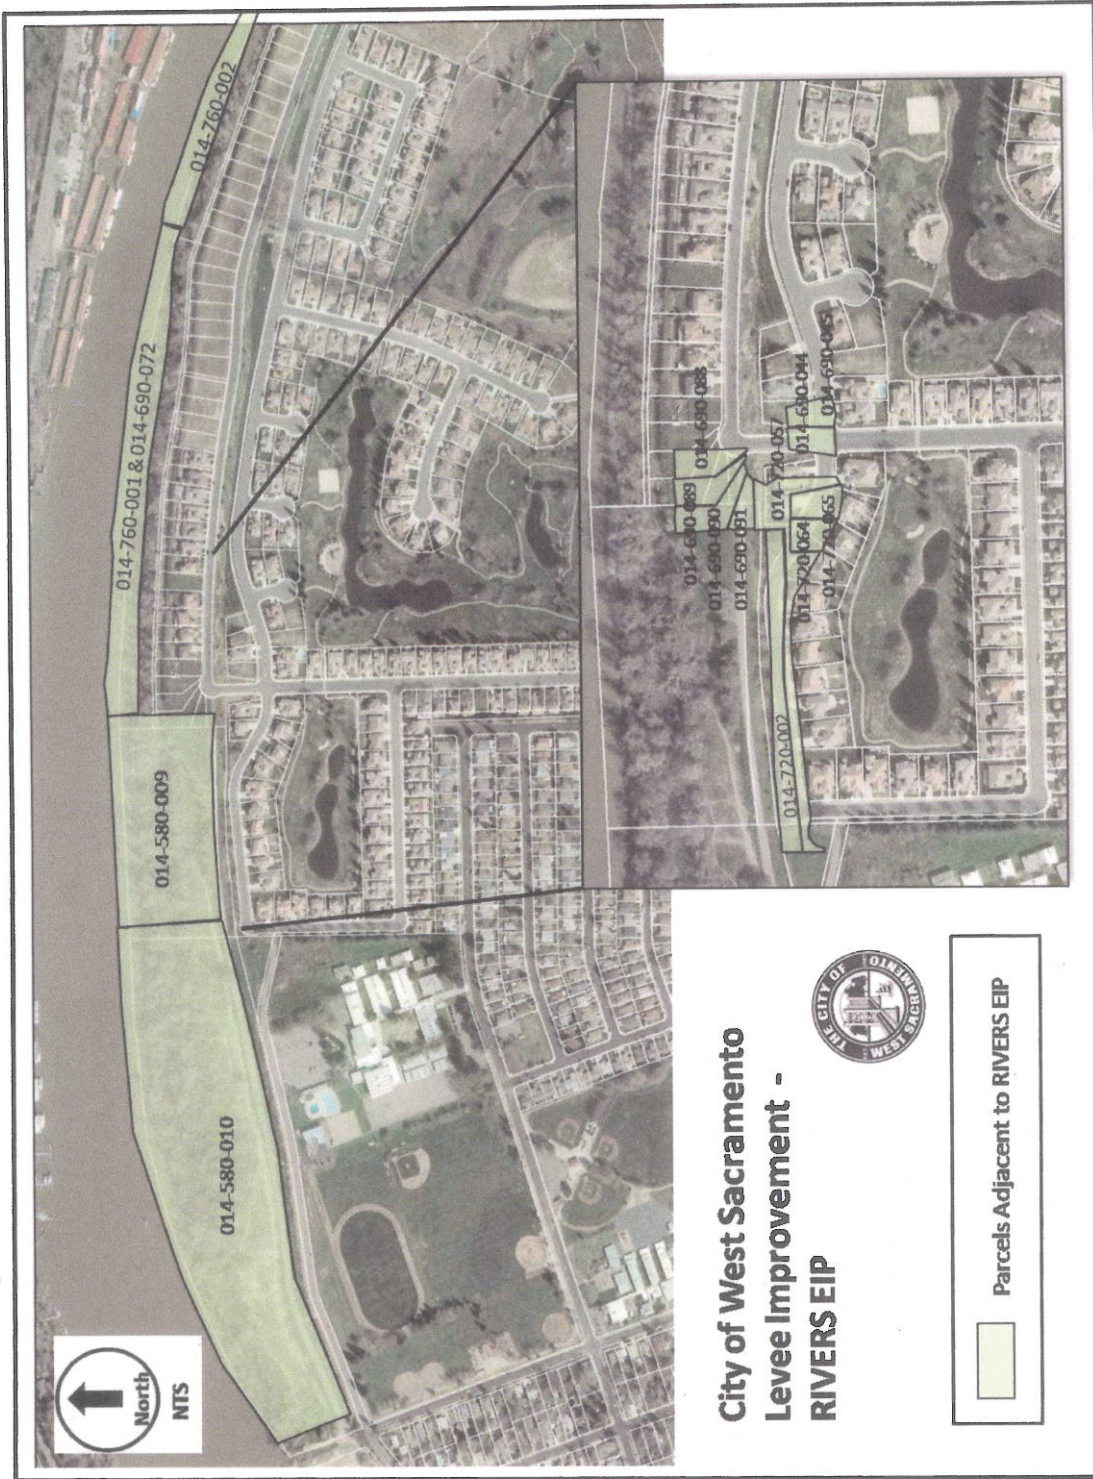 North
NTS
014-580-010
014-580-009
014-760-001 & 014-690-072
014-760-002
014-690-088
014-690-089
014-690-090
014-690-091
014-720-057
014-690-044
014-720-064
014-720-065
014-720-002
City of West Sacramento
Levee Improvement -
RIVERS EIP
THE CITY OF
WEST SACRAMENTO
Parcels Adjacent to RIVERS EIP